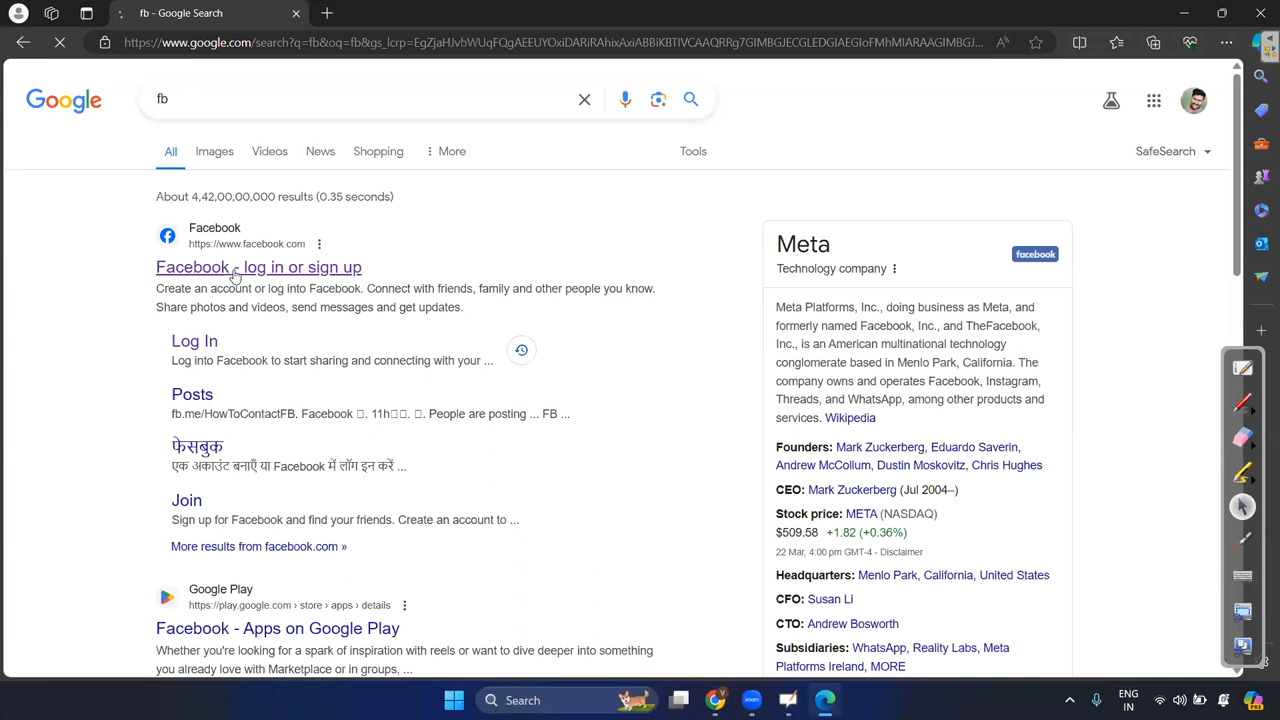 fb - Google Search
https://www.google.com/search?q=fb&oq=fb&gs_lcrp=
Google
fb
All
Images
Videos
News
Shopping
More
Tools
SafeSearch
About 4,42,00,00,000 results (0.35 seconds)
Facebook
https://www.facebook.com
Facebook - log in or sign up
Create an account or log into Facebook. Connect with friends, family and other people you know.
Share photos and videos, send messages and get updates.
Log In
Log into Facebook to start sharing and connecting with your ...
Posts
fb.me/HowToContactFB. Facebook 󰟙. 11h󰞋󱘫. 󰟝. People are posting ... FB ...
फेसबुक
एक अकाउंट बनाएँ या Facebook में लॉग इन करें ...
Join
Sign up for Facebook and find your friends. Create an account to ...
More results from facebook.com »
Google Play
https://play.google.com › store › apps › details
Facebook - Apps on Google Play
Whether you're looking for a spark of inspiration with reels or want to dive deeper into something
you already love with Marketplace or in groups, ...
Meta
Technology company
facebook
Meta Platforms, Inc., doing business as Meta, and
formerly named Facebook, Inc., and TheFacebook,
Inc., is an American multinational technology
conglomerate based in Menlo Park, California. The
company owns and operates Facebook, Instagram,
Threads, and WhatsApp, among other products and
services. Wikipedia
Founders: Mark Zuckerberg, Eduardo Saverin,
Andrew McCollum, Dustin Moskovitz, Chris Hughes
CEO: Mark Zuckerberg (Jul 2004–)
Stock price: META (NASDAQ)
$509.58 +1.82 (+0.36%)
22 Mar, 4:00 pm GMT-4 - Disclaimer
Headquarters: Menlo Park, California, United States
CFO: Susan Li
CTO: Andrew Bosworth
Subsidiaries: WhatsApp, Reality Labs, Meta
Platforms Ireland, MORE
Search
ENG
IN